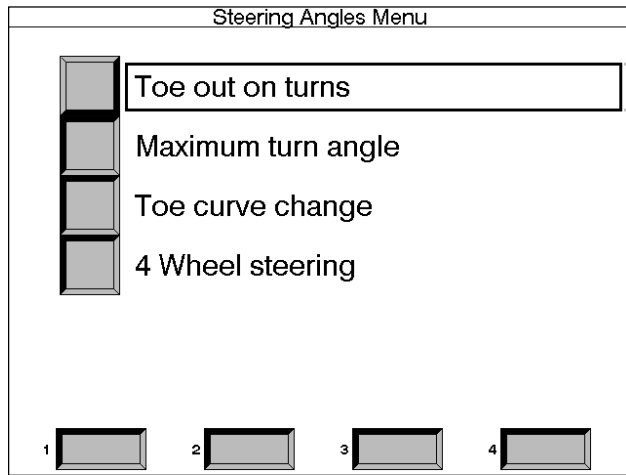 Steering Angles Menu
Toe out on turns
Maximum turn angle
Toe curve change
4 Wheel steering
1 2 3 4